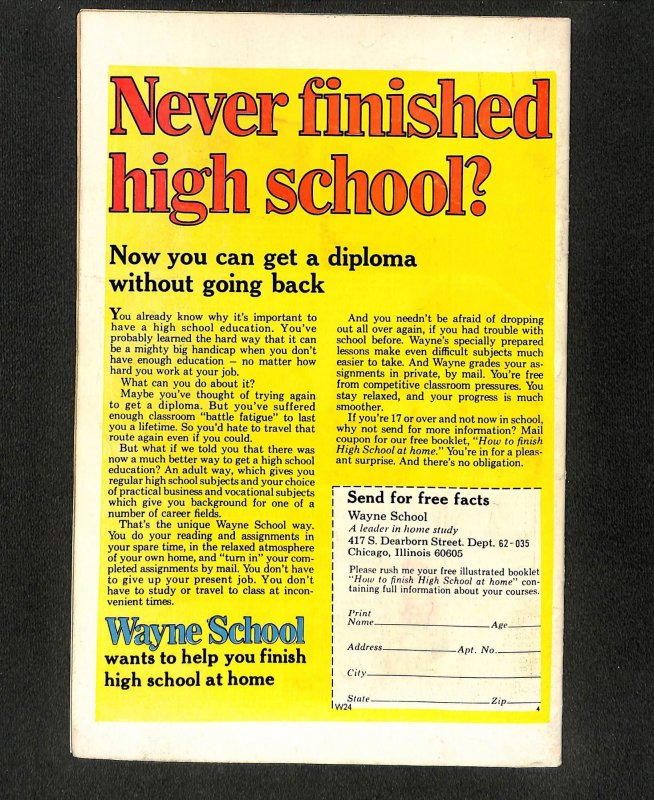 Never finished
high school?
Now you can get a diploma
without going back
You already know why it's important to
have a high school education. You've
probably learned the hard way that it can
be a mighty big handicap when you don't
have enough education – no matter how
hard you work at your job.
What can you do about it?
Maybe you've thought of trying again
to get a diploma. But you've suffered
enough classroom "battle fatigue" to last
you a lifetime. So you'd hate to travel that
route again even if you could.
But what if we told you that there was
now a much better way to get a high school
education? An adult way, which gives you
regular high school subjects and your choice
of practical business and vocational subjects
which give you background for one of a
number of career fields.
That's the unique Wayne School way.
You do your reading and assignments in
your spare time, in the relaxed atmosphere
of your own home, and "turn in" your com-
pleted assignments by mail. You don't have
to give up your present job. You don't
have to study or travel to class at incon-
venient times.
Wayne School
wants to help you finish
high school at home
And you needn't be afraid of dropping
out all over again, if you had trouble with
school before. Wayne's specially prepared
lessons make even difficult subjects much
easier to take. And Wayne grades your as-
signments in private, by mail. You're free
from competitive classroom pressures. You
stay relaxed, and your progress is much
smoother.
If you're 17 or over and not now in school,
why not send for more information? Mail
coupon for our free booklet, "How to finish
High School at home." You're in for a pleas-
ant surprise. And there's no obligation.
Send for free facts
Wayne School
A leader in home study
417 S. Dearborn Street. Dept. 62-035
Chicago, Illinois 60605
Please rush me your free illustrated booklet
"How to finish High School at home" con-
taining full information about your courses.
Print
Name Age
Address Apt. No.
City
State Zip
W24 4